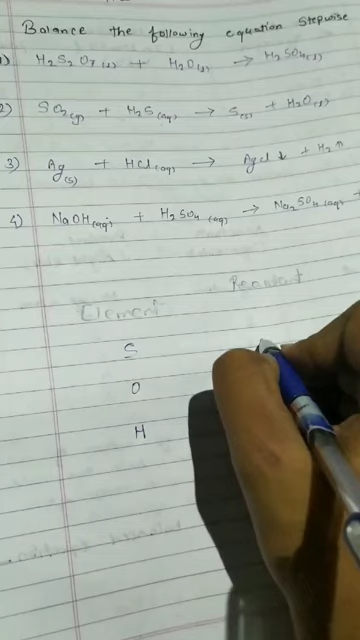 Balance the following equation Stepwise
1) H₂S₂O₇(l) + H₂O(l) → H₂SO₄(l)
2) SO₂(g) + H₂S(aq) → S(s) + H₂O(l)
3) Ag(s) + HCl(aq) → AgCl↓ + H₂↑
4) NaOH(aq) + H₂SO₄(aq) → Na₂SO₄(aq) +
Element Reactant
S
O
H